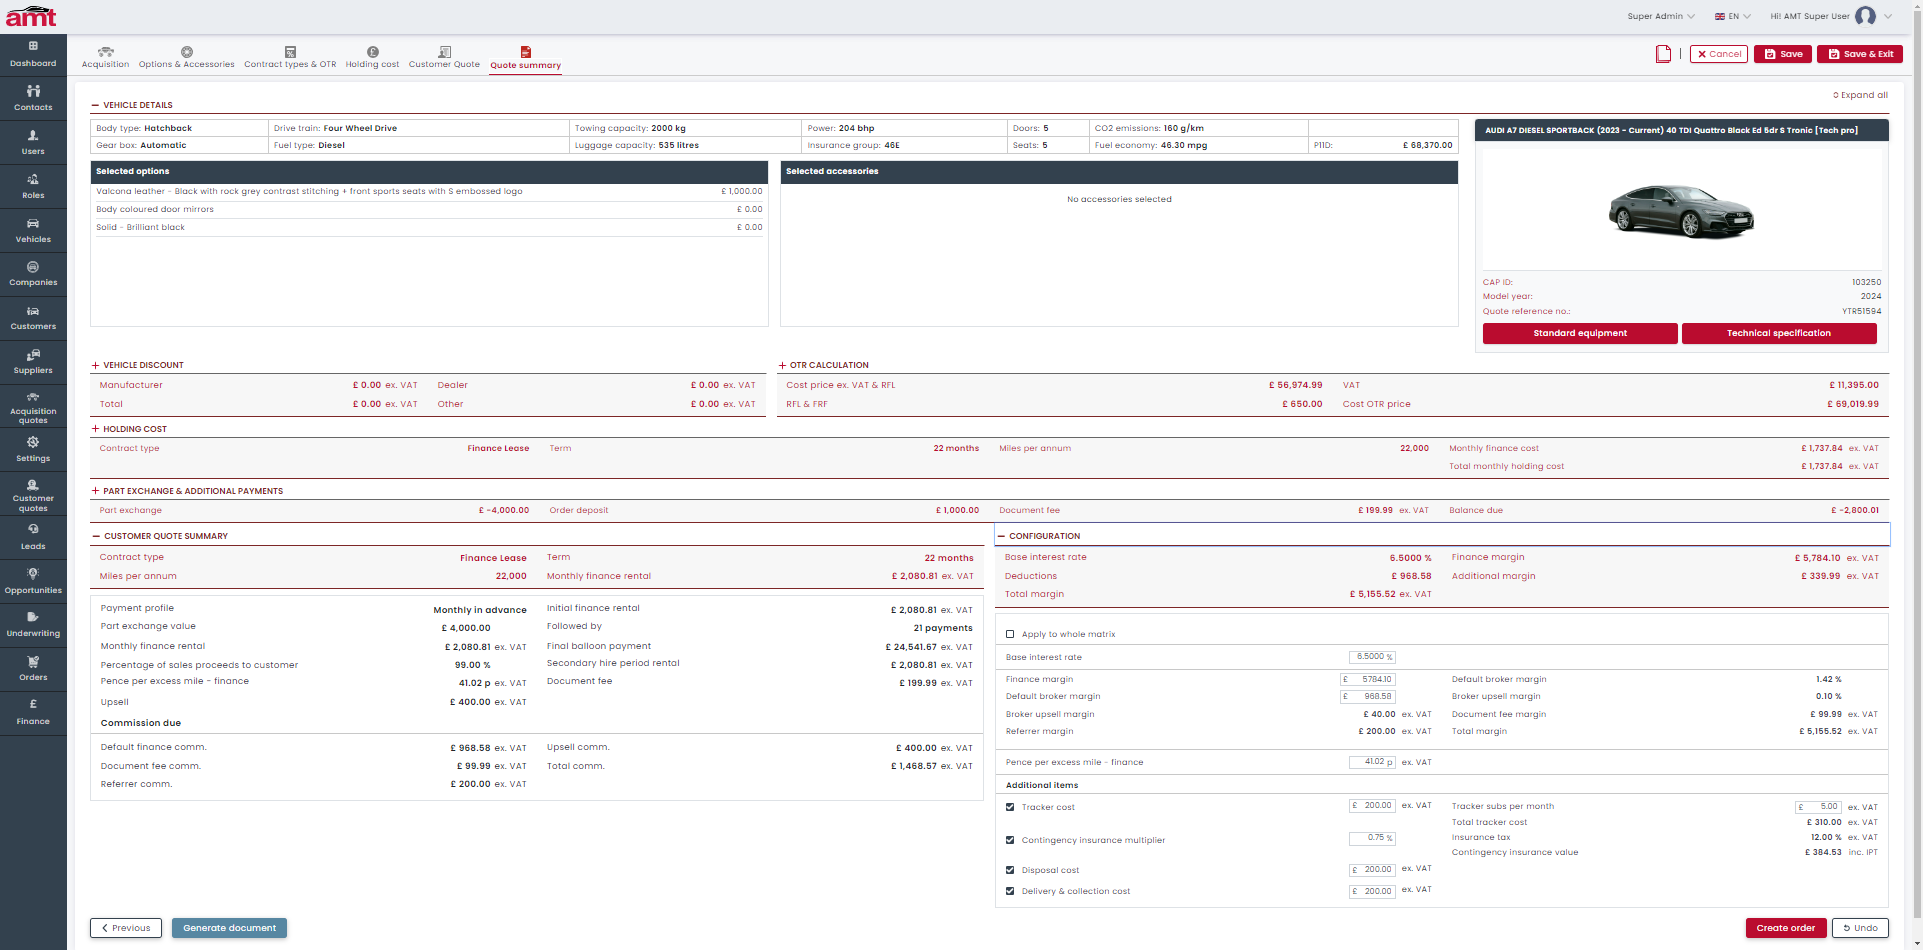 amt
Super Admin
EN
Hi! AMT Super User
Dashboard
Contacts
Users
Roles
Vehicles
Companies
Customers
Suppliers
Acquisition
quotes
Settings
Customer
quotes
Leads
Opportunities
Underwriting
Orders
£
Finance
Acquisition
Options & Accessories
Contract types & OTR
Holding cost
Customer Quote
Quote summary
Cancel
Save
Save & Exit
Expand all
VEHICLE DETAILS
Body type: Hatchback
Drive train: Four Wheel Drive
Towing capacity: 2000 kg
Power: 204 bhp
Doors: 5
CO2 emissions: 160 g/km
Gear box: Automatic
Fuel type: Diesel
Luggage capacity: 535 litres
Insurance group: 46E
Seats: 5
Fuel economy: 46.30 mpg
P11D: £ 68,370.00
Selected options
Valcona leather - Black with rock grey contrast stitching + front sports seats with S embossed logo £ 1,000.00
Body coloured door mirrors £ 0.00
Solid - Brilliant black £ 0.00
Selected accessories
No accessories selected
AUDI A7 DIESEL SPORTBACK (2023 - Current) 40 TDI Quattro Black Ed 5dr S Tronic [Tech pro]
CAP ID: 103250
Model year: 2024
Quote reference no.: YTR51594
Standard equipment
Technical specification
VEHICLE DISCOUNT
Manufacturer £ 0.00 ex. VAT Dealer £ 0.00 ex. VAT
Total £ 0.00 ex. VAT Other £ 0.00 ex. VAT
OTR CALCULATION
Cost price ex. VAT & RFL £ 56,974.99 VAT £ 11,395.00
RFL & FRF £ 650.00 Cost OTR price £ 69,019.99
HOLDING COST
Contract type Finance Lease Term 22 months Miles per annum 22,000 Monthly finance cost £ 1,737.84 ex. VAT
Total monthly holding cost £ 1,737.84 ex. VAT
PART EXCHANGE & ADDITIONAL PAYMENTS
Part exchange £ -4,000.00 Order deposit £ 1,000.00 Document fee £ 199.99 ex. VAT Balance due £ -2,800.01
CUSTOMER QUOTE SUMMARY
Contract type Finance Lease Term 22 months
Miles per annum 22,000 Monthly finance rental £ 2,080.81 ex. VAT
Payment profile Monthly in advance Initial finance rental £ 2,080.81 ex. VAT
Part exchange value £ 4,000.00 Followed by 21 payments
Monthly finance rental £ 2,080.81 ex. VAT Final balloon payment £ 24,541.67 ex. VAT
Percentage of sales proceeds to customer 99.00 % Secondary hire period rental £ 2,080.81 ex. VAT
Pence per excess mile - finance 41.02 p ex. VAT Document fee £ 199.99 ex. VAT
Upsell £ 400.00 ex. VAT
Commission due
Default finance comm. £ 968.58 ex. VAT Upsell comm. £ 400.00 ex. VAT
Document fee comm. £ 99.99 ex. VAT Total comm. £ 1,468.57 ex. VAT
Referrer comm. £ 200.00 ex. VAT
CONFIGURATION
Base interest rate 6.5000 % Finance margin £ 5,784.10 ex. VAT
Deductions £ 968.58 Additional margin £ 339.99 ex. VAT
Total margin £ 5,155.52 ex. VAT
Apply to whole matrix
Base interest rate 6.5000 %
Finance margin £ 5784.10 Default broker margin 1.42 %
Default broker margin £ 968.58 Broker upsell margin 0.10 %
Broker upsell margin £ 40.00 ex. VAT Document fee margin £ 99.99 ex. VAT
Referrer margin £ 200.00 ex. VAT Total margin £ 5,155.52 ex. VAT
Pence per excess mile - finance 41.02 p ex. VAT
Additional items
Tracker cost £ 200.00 ex. VAT Tracker subs per month £ 5.00 ex. VAT
Total tracker cost £ 310.00 ex. VAT
Contingency insurance multiplier 0.75 % Insurance tax 12.00 % ex. VAT
Contingency insurance value £ 384.53 inc. IPT
Disposal cost £ 200.00 ex. VAT
Delivery & collection cost £ 200.00 ex. VAT
Previous
Generate document
Create order
Undo